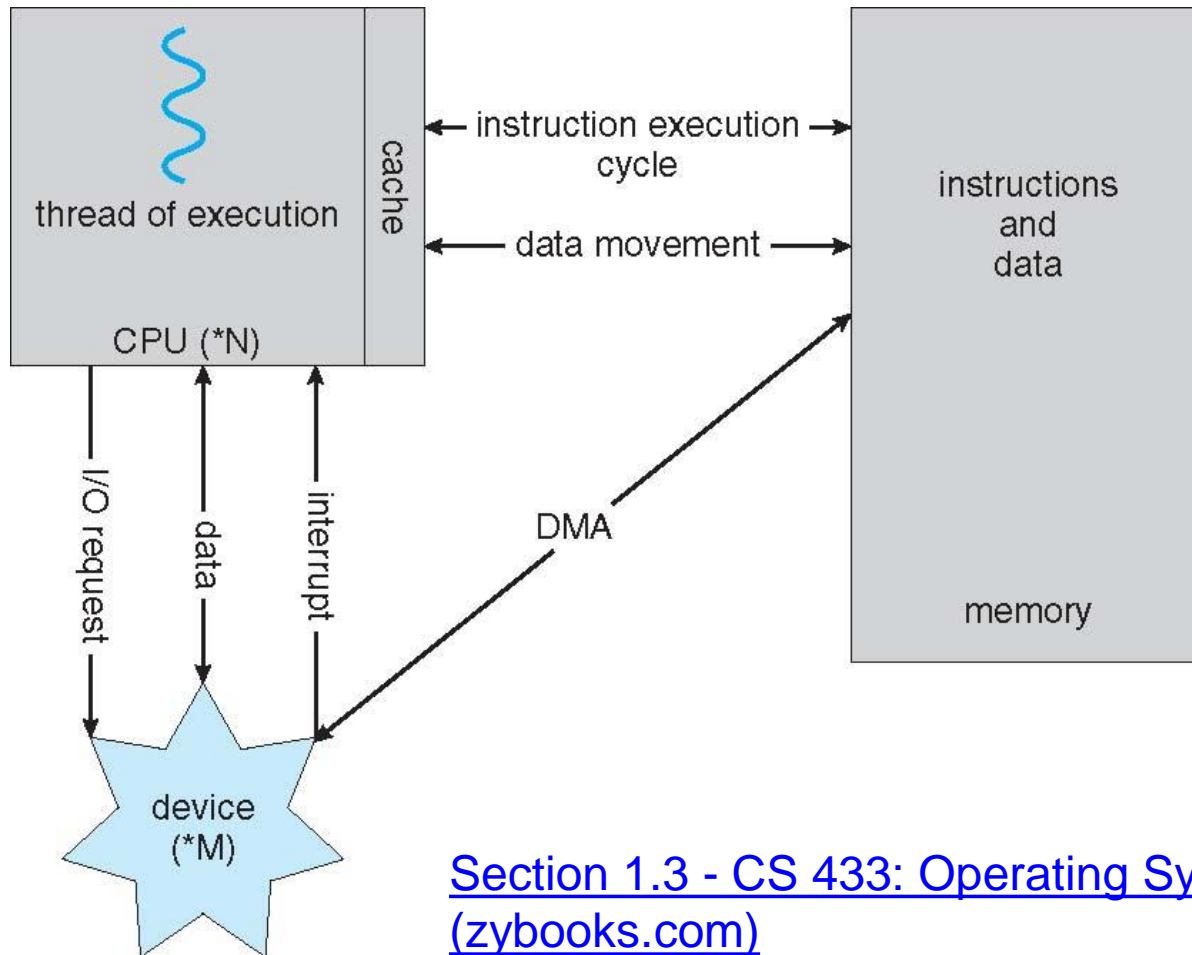 thread of execution
cache
CPU (*N)
instruction execution
cycle
data movement
instructions
and
data
memory
I/O request
data
interrupt
DMA
device
(*M)
Section 1.3 - CS 433: Operating Sy
(zybooks.com)